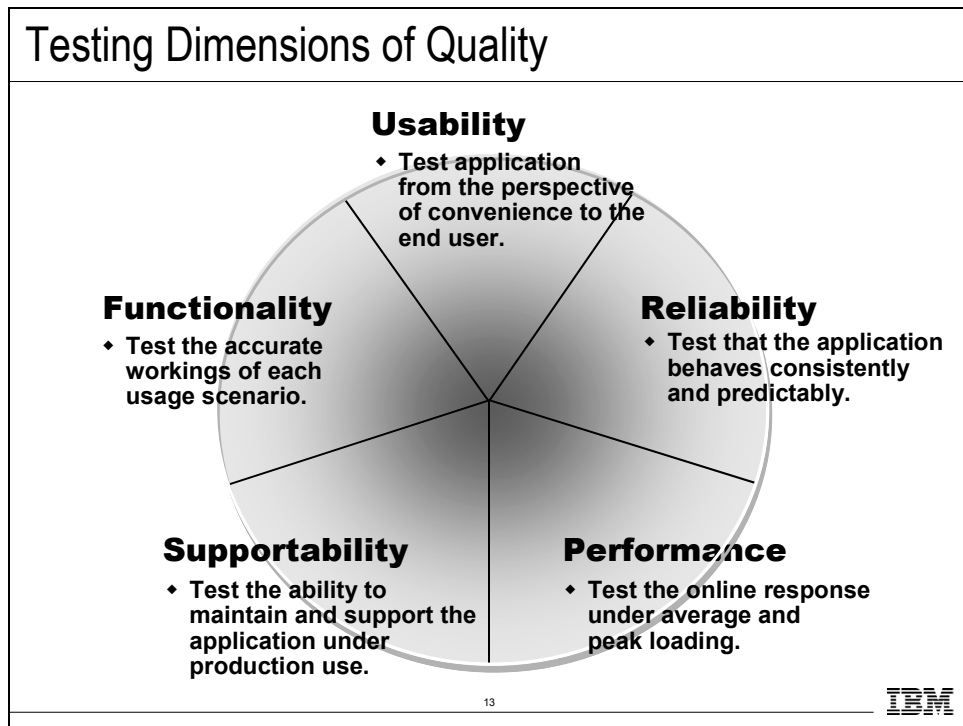 Testing Dimensions of Quality
Usability
◆ Test application
from the perspective
of convenience to the
end user.
Functionality
◆ Test the accurate
workings of each
usage scenario.
Reliability
◆ Test that the application
behaves consistently
and predictably.
Supportability
◆ Test the ability to
maintain and support the
application under
production use.
Performance
◆ Test the online response
under average and
peak loading.
13
IBM